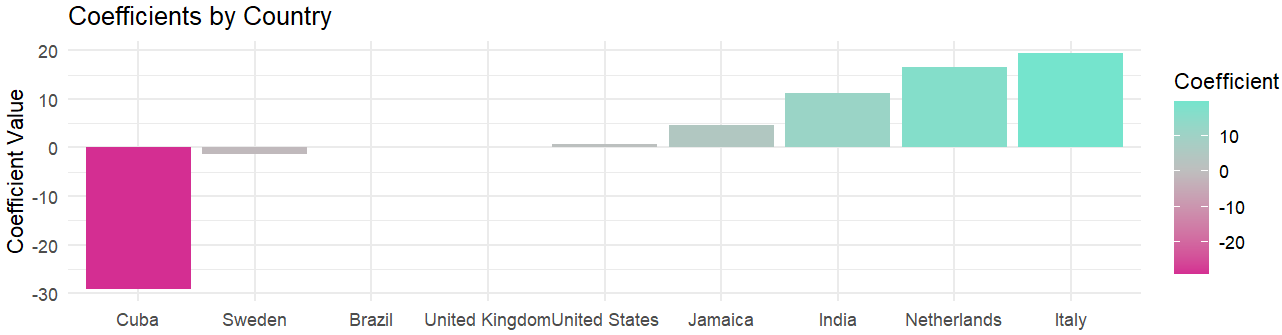 Coefficients by Country
Coefficient Value
20
10
0
-10
-20
-30
Cuba Sweden Brazil United Kingdom United States Jamaica India Netherlands Italy
Coefficient
10
0
-10
-20